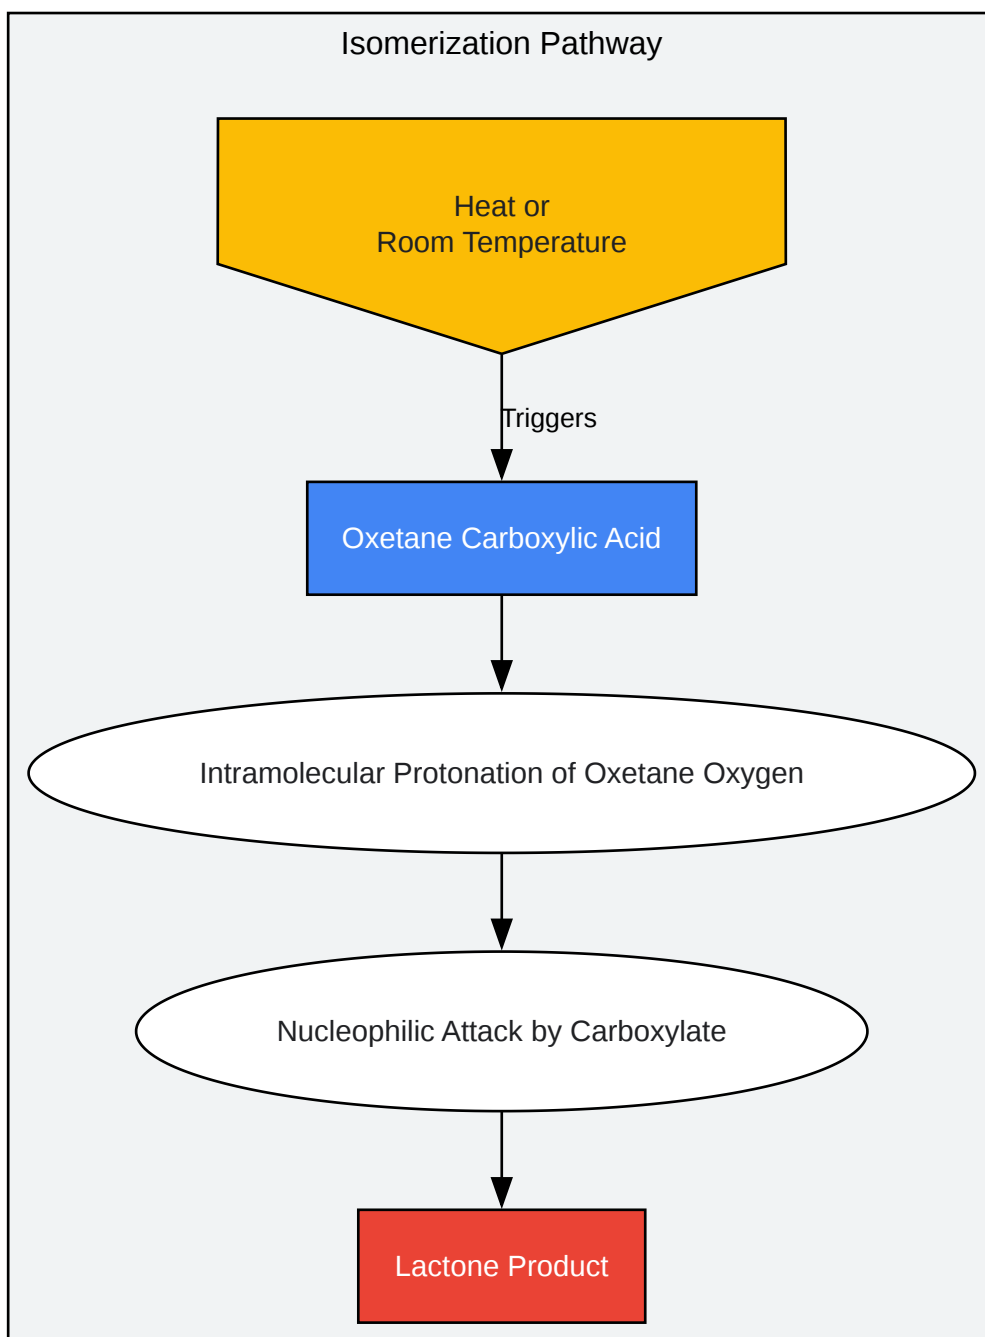 Isomerization Pathway
Heat or
Room Temperature
Triggers
Oxetane Carboxylic Acid
Intramolecular Protonation of Oxetane Oxygen
Nucleophilic Attack by Carboxylate
Lactone Product